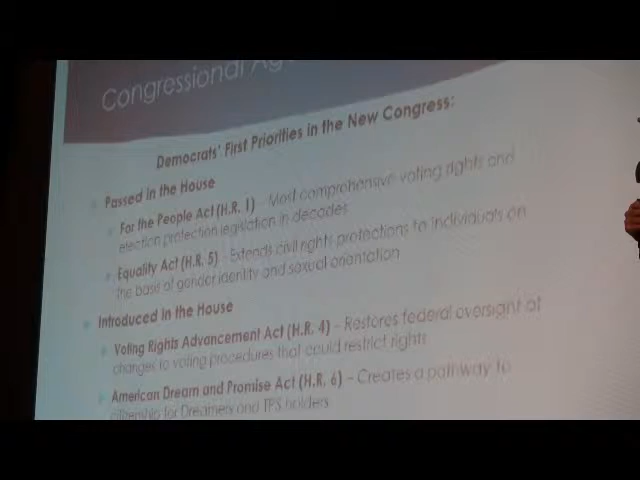 Congressional
Democrats' First Priorities in the New Congress:
Passed in the House
For the People Act (H.R. 1) – Most comprehensive voting rights and
election protection legislation in decades
Equality Act (H.R. 5) – Extends civil rights protections to individuals on
the basis of gender identity and sexual orientation
Introduced in the House
Voting Rights Advancement Act (H.R. 4) – Restores federal oversight of
changes to voting procedures that could restrict rights
American Dream and Promise Act (H.R. 6) – Creates a pathway to
citizenship for Dreamers and TPS holders